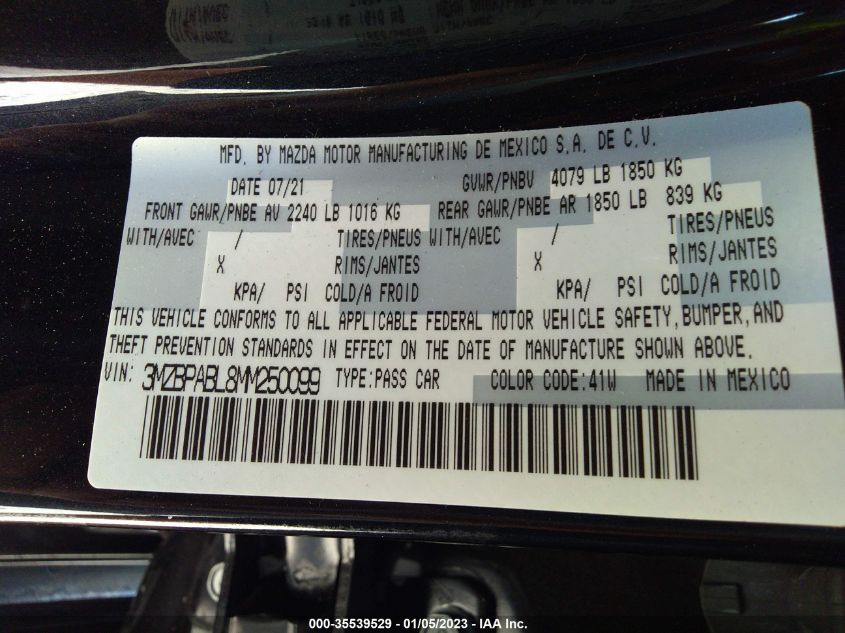 MFD. BY MAZDA MOTOR MANUFACTURING DE MEXICO S.A. DE C.V.
DATE 07/21 GVWR/PNBV 4079 LB 1850 KG
FRONT GAWR/PNBE AV 2240 LB 1016 KG REAR GAWR/PNBE AR 1850 LB 839 KG
WITH/AVEC / TIRES/PNEUS WITH/AVEC / TIRES/PNEUS
X RIMS/JANTES X RIMS/JANTES
KPA/ PSI COLD/A FROID KPA/ PSI COLD/A FROID
THIS VEHICLE CONFORMS TO ALL APPLICABLE FEDERAL MOTOR VEHICLE SAFETY, BUMPER, AND
THEFT PREVENTION STANDARDS IN EFFECT ON THE DATE OF MANUFACTURE SHOWN ABOVE.
VIN: 3MZBPABL8MM250099 TYPE:PASS CAR COLOR CODE:41W MADE IN MEXICO
000-35539529 - 01/05/2023 - IAA Inc.